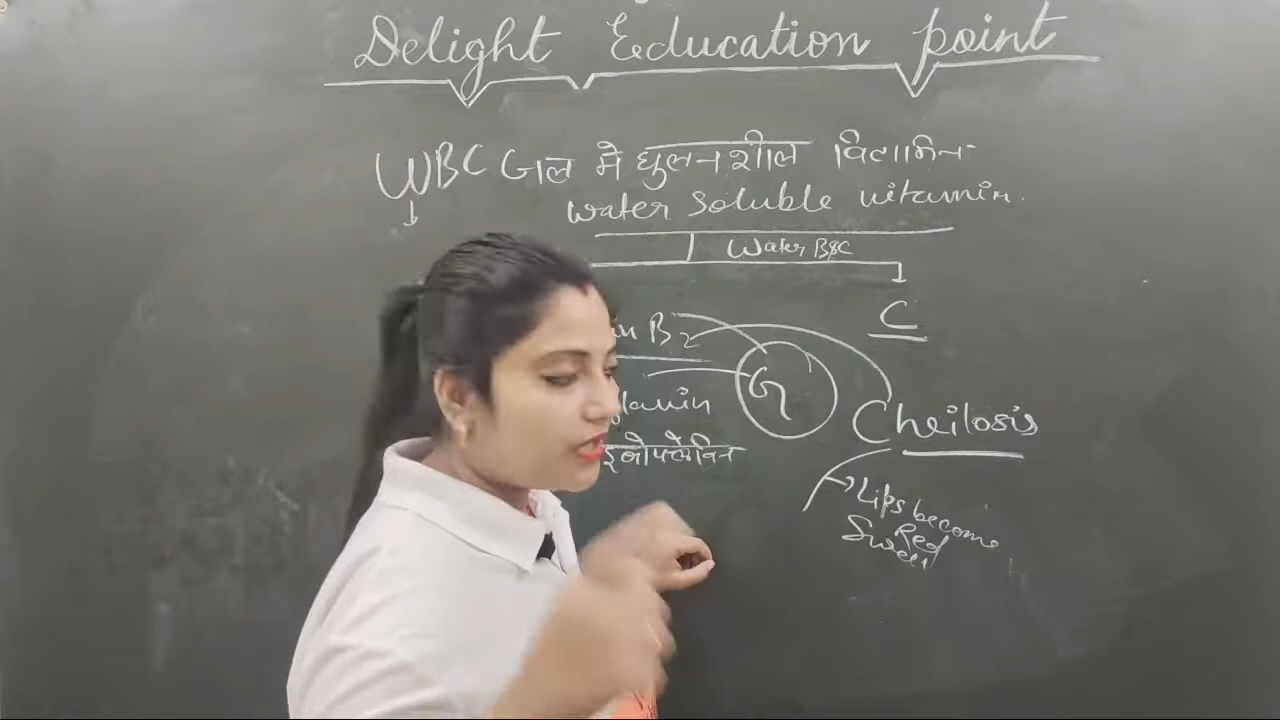 Delight Education point
WBC जल मे घुलनशील विटामिन
water soluble vitamin.
Water B&C
C
in B2
G
lavin
Cheilosis
इबोफ्लेविन
Lips become
Red
Swell